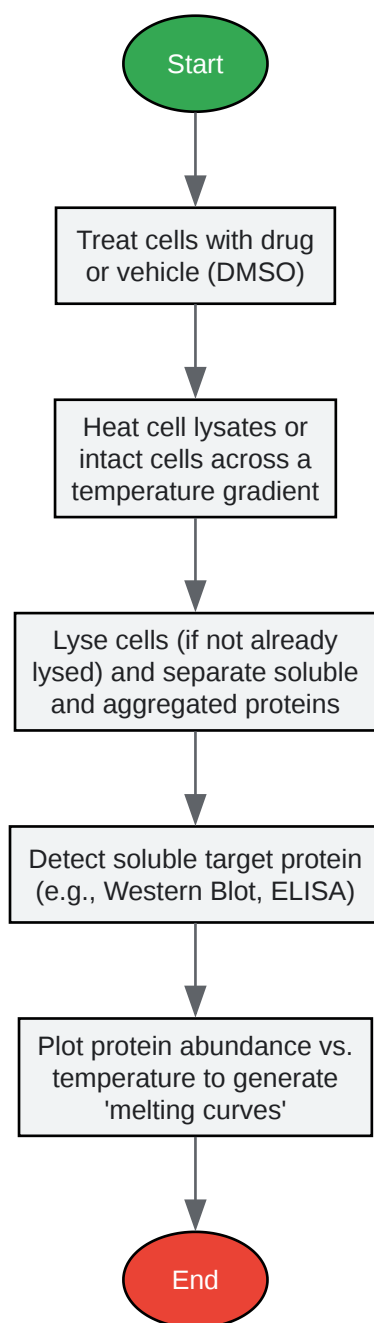 Start
Treat cells with drug
or vehicle (DMSO)
Heat cell lysates or
intact cells across a
temperature gradient
Lyse cells (if not already
lysed) and separate soluble
and aggregated proteins
Detect soluble target protein
(e.g., Western Blot, ELISA)
Plot protein abundance vs.
temperature to generate
'melting curves'
End